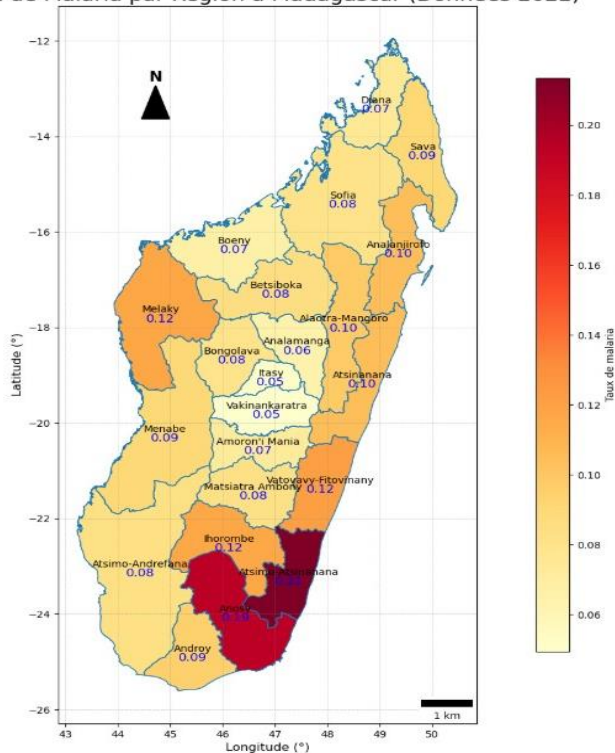 de Malaria par Région à Madagascar (Données 2022)
N
Diana
0.07
Sava
0.09
Sofia
0.08
Analanjirofo
0.10
Boeny
0.07
Betsiboka
0.08
Melaky
0.12
Alaotra-Mangoro
0.10
Analamanga
0.06
Bongolava
0.08
Itasy
0.05
Atsinanana
0.10
Vakinankaratra
0.05
Menabe
0.09
Amoron'i Mania
0.07
Vatovavy-Fitovinany
0.12
Matsiatra Ambony
0.08
Ihorombe
0.12
Atsimo-Andrefana
0.08
Atsimo-Atsinanana
Anosy
0.19
Androy
0.09
1 km
−12
−14
−16
−18
−20
−22
−24
−26
Latitude (°)
43 44 45 46 47 48 49 50
Longitude (°)
0.20
0.18
0.16
0.14
0.12
0.10
0.08
0.06
Taux de malaria